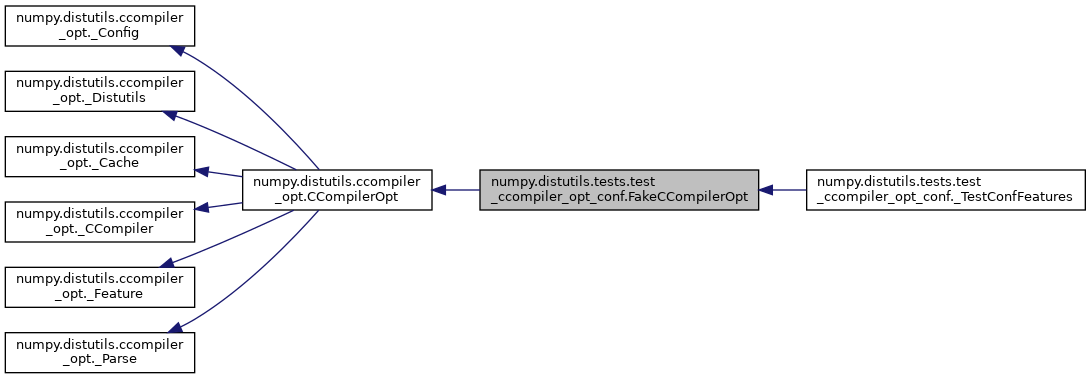 numpy.distutils.ccompiler
_opt._Config
numpy.distutils.ccompiler
_opt._Distutils
numpy.distutils.ccompiler
_opt._Cache
numpy.distutils.ccompiler
_opt._CCompiler
numpy.distutils.ccompiler
_opt._Feature
numpy.distutils.ccompiler
_opt._Parse
numpy.distutils.ccompiler
_opt.CCompilerOpt
numpy.distutils.tests.test
_ccompiler_opt_conf.FakeCCompilerOpt
numpy.distutils.tests.test
_ccompiler_opt_conf._TestConfFeatures